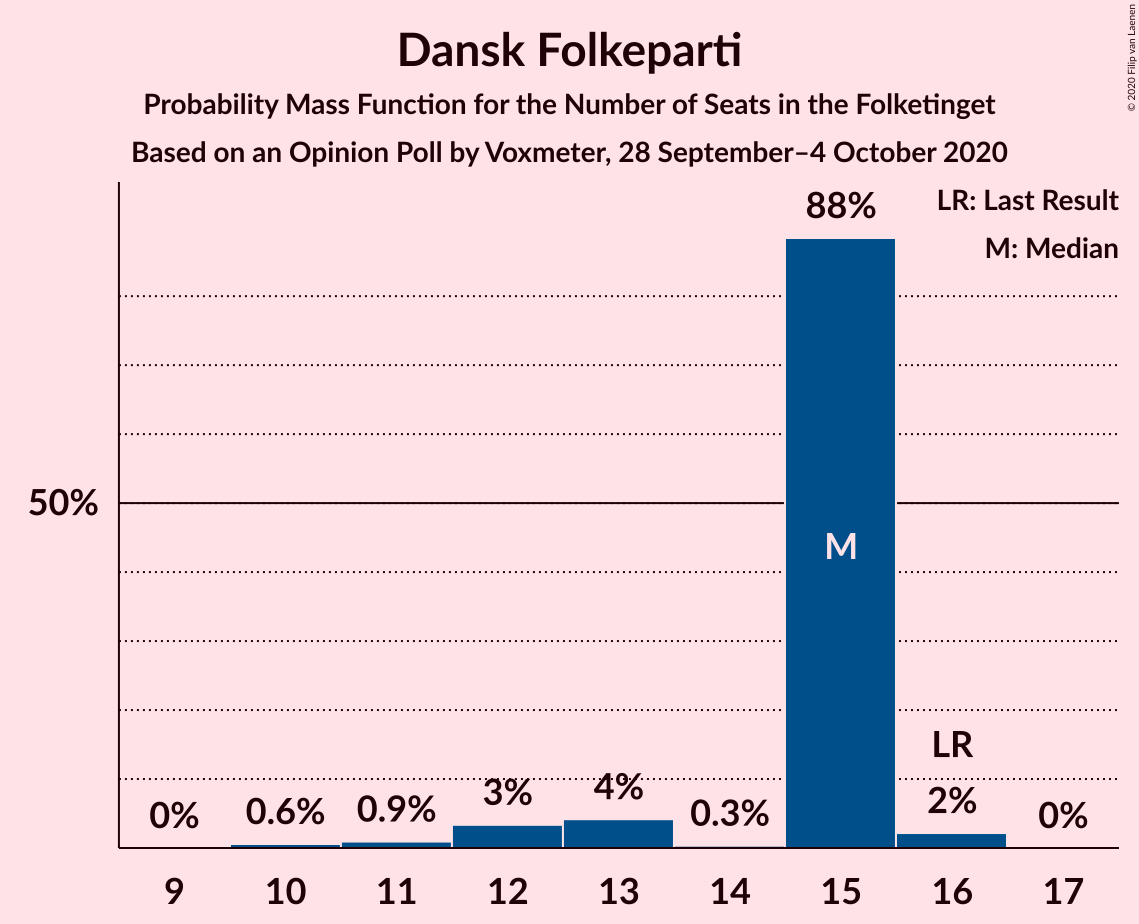 Dansk Folkeparti
Probability Mass Function for the Number of Seats in the Folketinget
Based on an Opinion Poll by Voxmeter, 28 September–4 October 2020
© 2020 Filip van Laenen
LR: Last Result
M: Median
50%
0%
0.6%
0.9%
3%
4%
0.3%
88%
M
LR
2%
0%
9 10 11 12 13 14 15 16 17